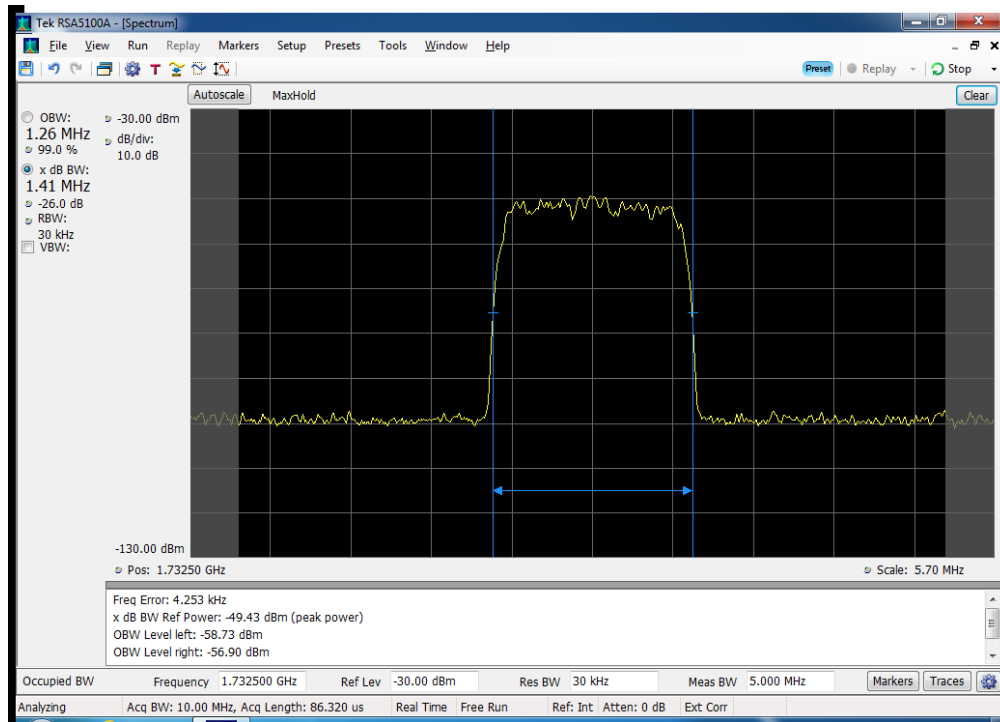 Tek RSA5100A - [Spectrum]
File View Run Replay Markers Setup Presets Tools Window Help
T Preset Replay Stop
Autoscale MaxHold Clear
OBW:
1.26 MHz
99.0 %
x dB BW:
1.41 MHz
-26.0 dB
RBW:
30 kHz
VBW:
-30.00 dBm
dB/div:
10.0 dB
-130.00 dBm
Pos: 1.73250 GHz Scale: 5.70 MHz
Freq Error: 4.253 kHz
x dB BW Ref Power: -49.43 dBm (peak power)
OBW Level left: -58.73 dBm
OBW Level right: -56.90 dBm
Occupied BW Frequency 1.732500 GHz Ref Lev -30.00 dBm Res BW 30 kHz Meas BW 5.000 MHz Markers Traces
Analyzing Acq BW: 10.00 MHz, Acq Length: 86.320 us Real Time Free Run Ref: Int Atten: 0 dB Ext Corr